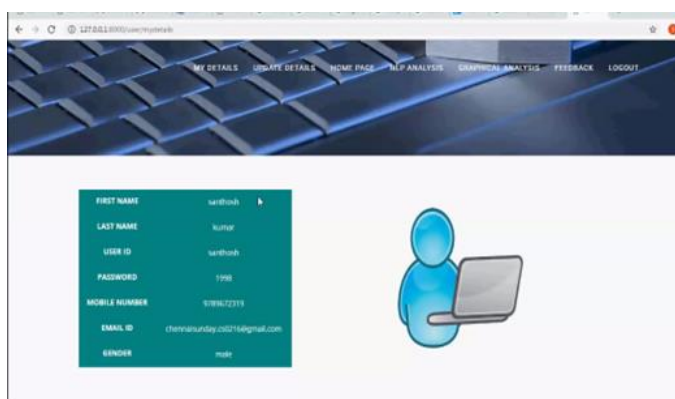 127.0.0.1:8000/user/mydetails
MY DETAILS UPDATE DETAILS HOME PAGE NLP ANALYSIS GRAPHICAL ANALYSIS FEEDBACK LOGOUT
FIRST NAME santhosh
LAST NAME kumar
USER ID santhosh
PASSWORD 1998
MOBILE NUMBER 9789672319
EMAIL ID chennaisunday.cs0216@gmail.com
GENDER male